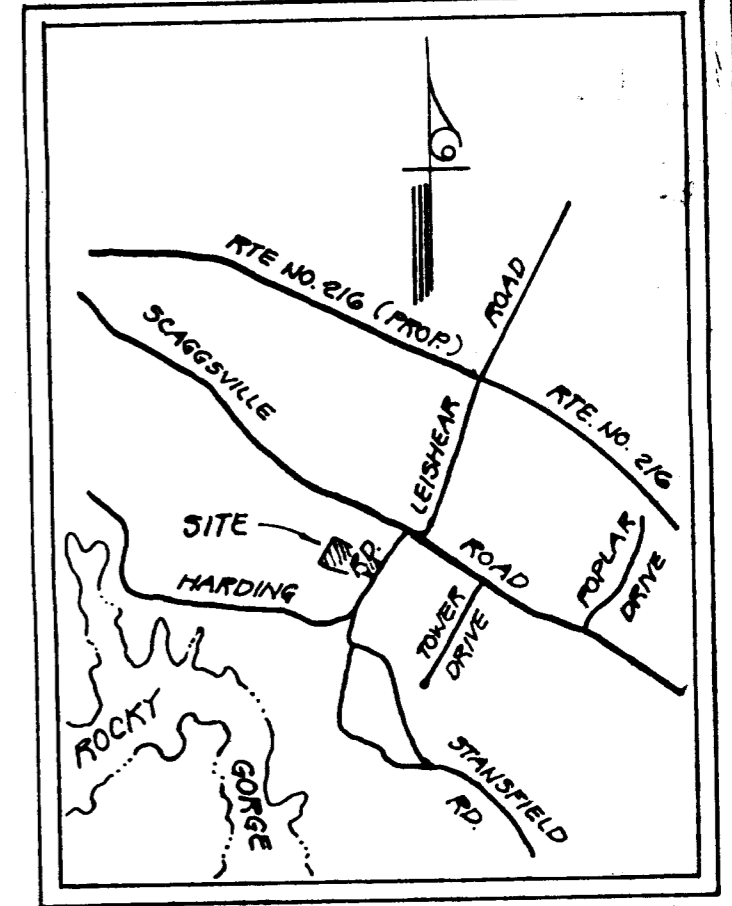 RTE NO. 216 (PROP.)
ROAD
SCAGGSVILLE
LEISHEAR
RTE. NO. 216
SITE
RD.
HARDING
ROAD
POPLAR
DRIVE
TOWER
DRIVE
ROCKY
GORGE
STANSFIELD
RD.